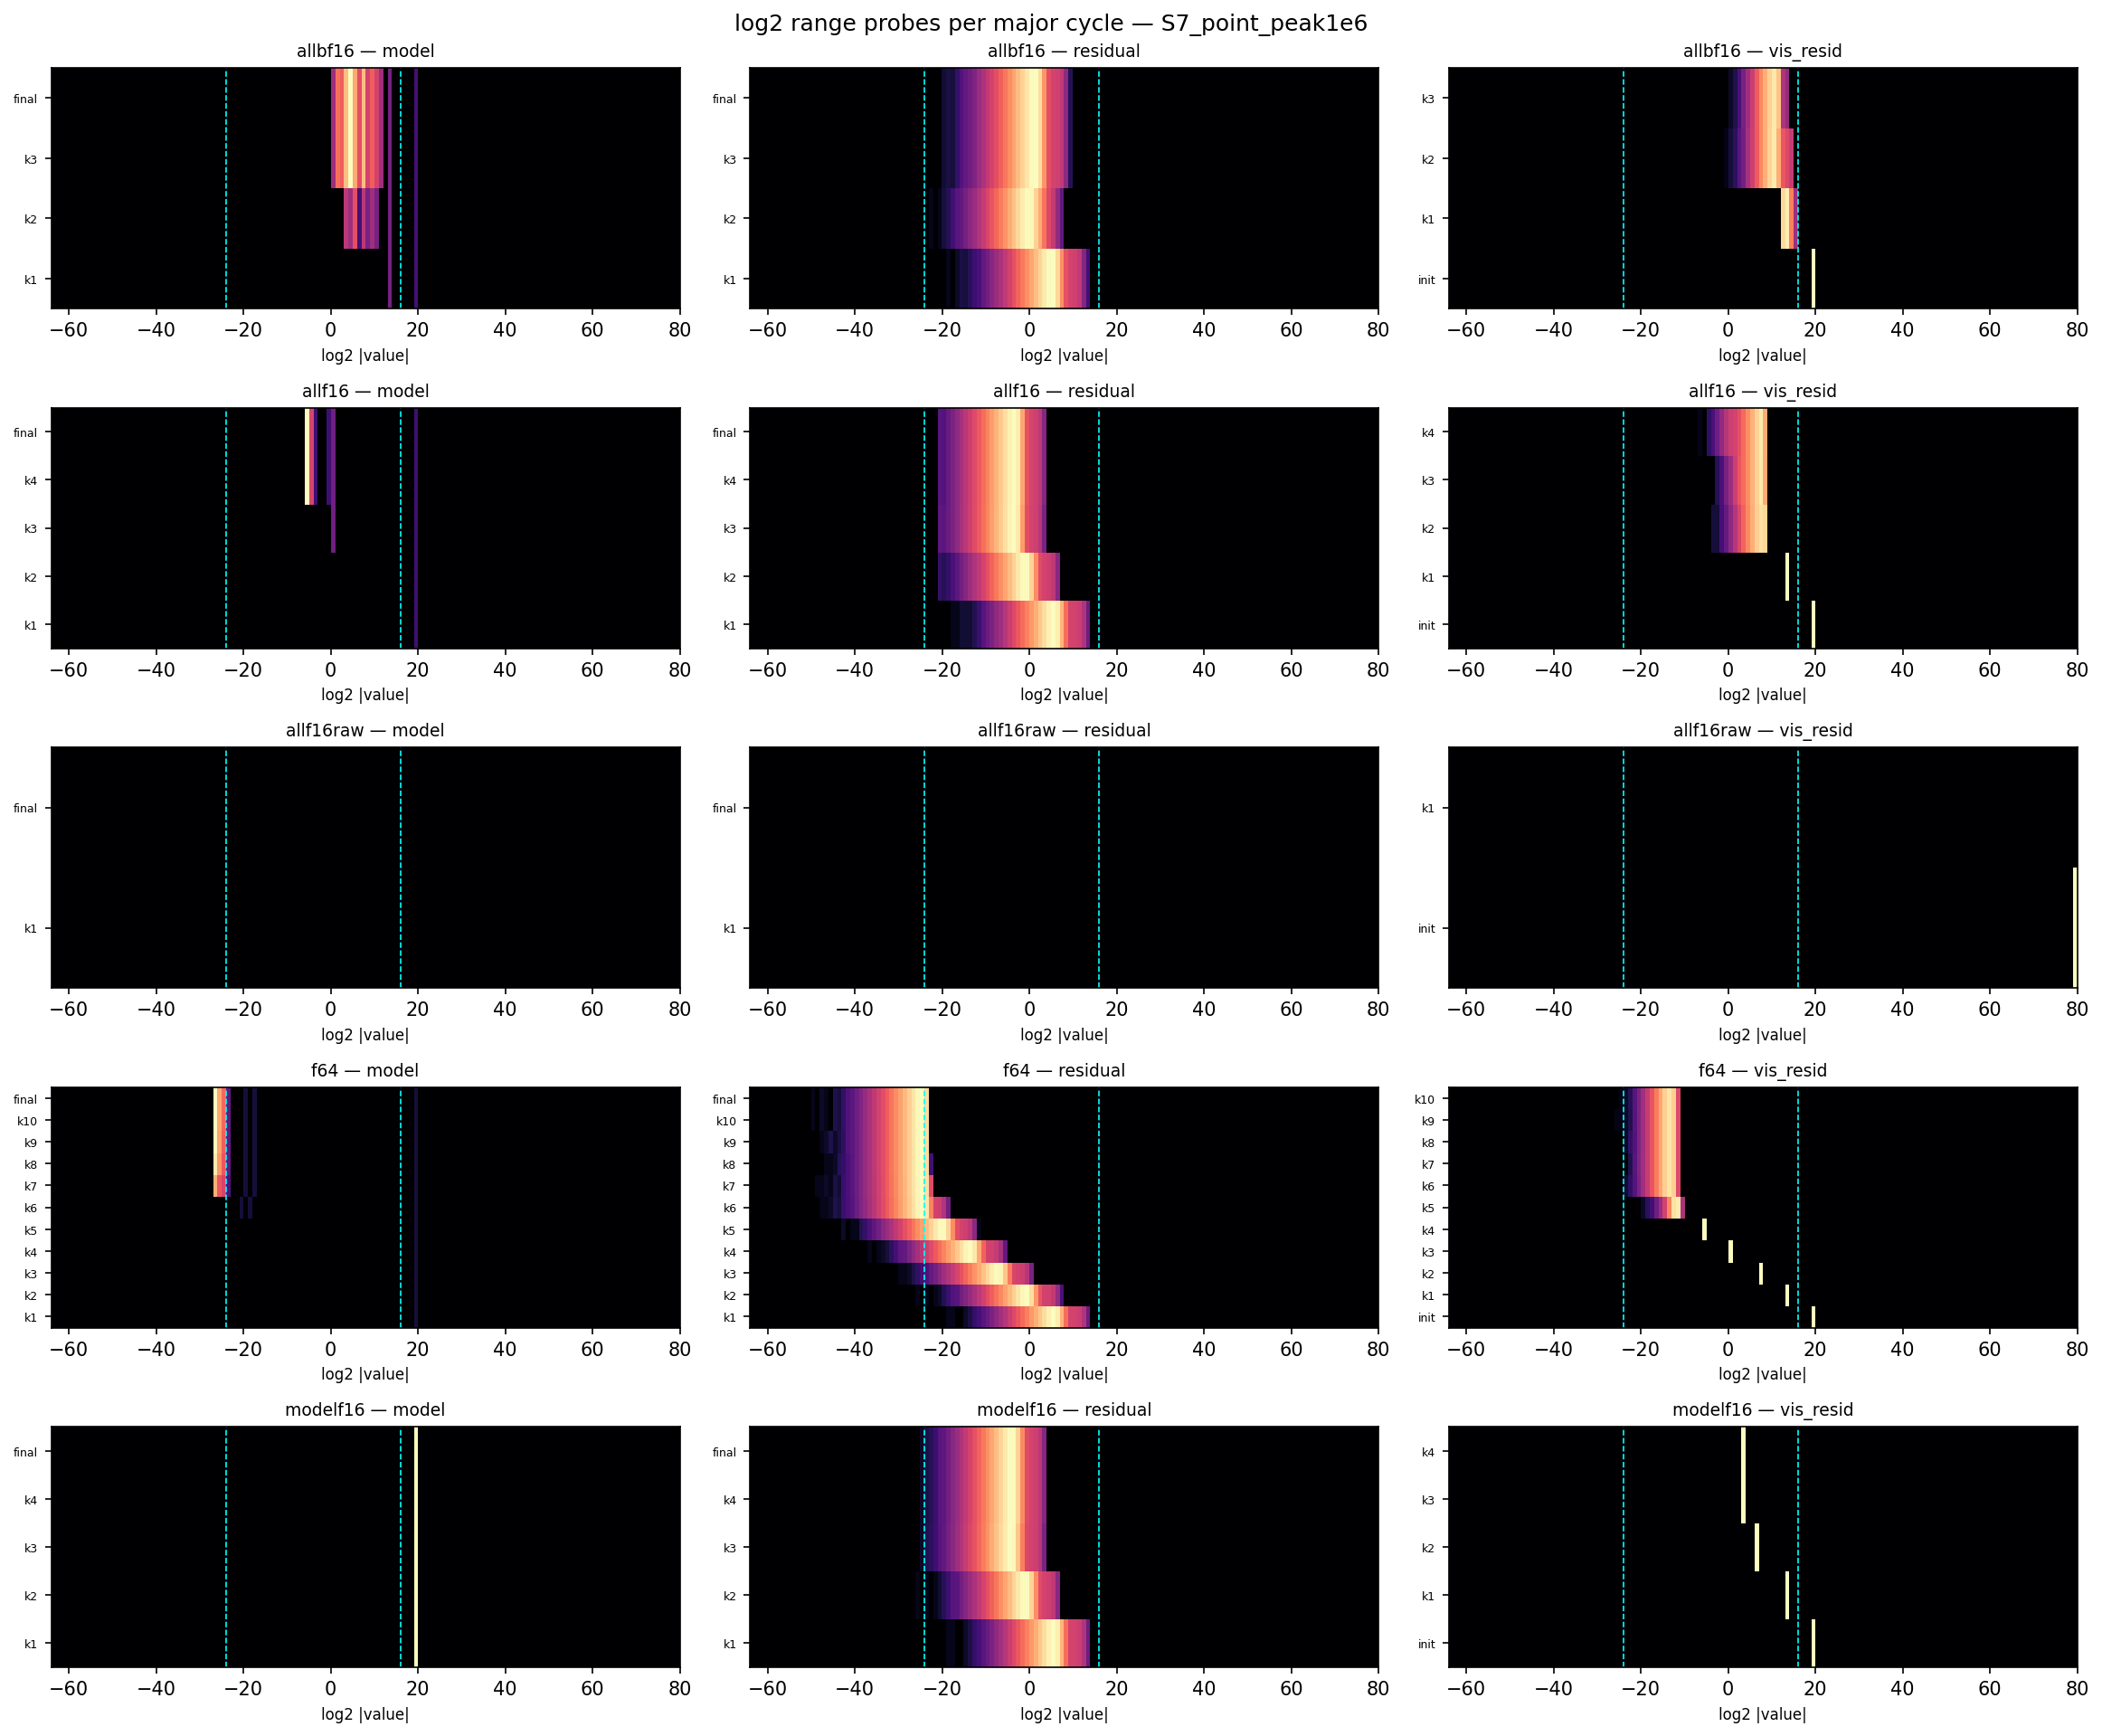 log2 range probes per major cycle — S7_point_peak1e6
allbf16 — model
final
k3
k2
k1
−60 −40 −20 0 20 40 60 80
log2 |value|
allbf16 — residual
final
k3
k2
k1
−60 −40 −20 0 20 40 60 80
log2 |value|
allbf16 — vis_resid
k3
k2
k1
init
−60 −40 −20 0 20 40 60 80
log2 |value|
allf16 — model
final
k4
k3
k2
k1
−60 −40 −20 0 20 40 60 80
log2 |value|
allf16 — residual
final
k4
k3
k2
k1
−60 −40 −20 0 20 40 60 80
log2 |value|
allf16 — vis_resid
k4
k3
k2
k1
init
−60 −40 −20 0 20 40 60 80
log2 |value|
allf16raw — model
final
k1
−60 −40 −20 0 20 40 60 80
log2 |value|
allf16raw — residual
final
k1
−60 −40 −20 0 20 40 60 80
log2 |value|
allf16raw — vis_resid
k1
init
−60 −40 −20 0 20 40 60 80
log2 |value|
f64 — model
final
k10
k9
k8
k7
k6
k5
k4
k3
k2
k1
−60 −40 −20 0 20 40 60 80
log2 |value|
f64 — residual
final
k10
k9
k8
k7
k6
k5
k4
k3
k2
k1
−60 −40 −20 0 20 40 60 80
log2 |value|
f64 — vis_resid
k10
k9
k8
k7
k6
k5
k4
k3
k2
k1
init
−60 −40 −20 0 20 40 60 80
log2 |value|
modelf16 — model
final
k4
k3
k2
k1
−60 −40 −20 0 20 40 60 80
log2 |value|
modelf16 — residual
final
k4
k3
k2
k1
−60 −40 −20 0 20 40 60 80
log2 |value|
modelf16 — vis_resid
k4
k3
k2
k1
init
−60 −40 −20 0 20 40 60 80
log2 |value|